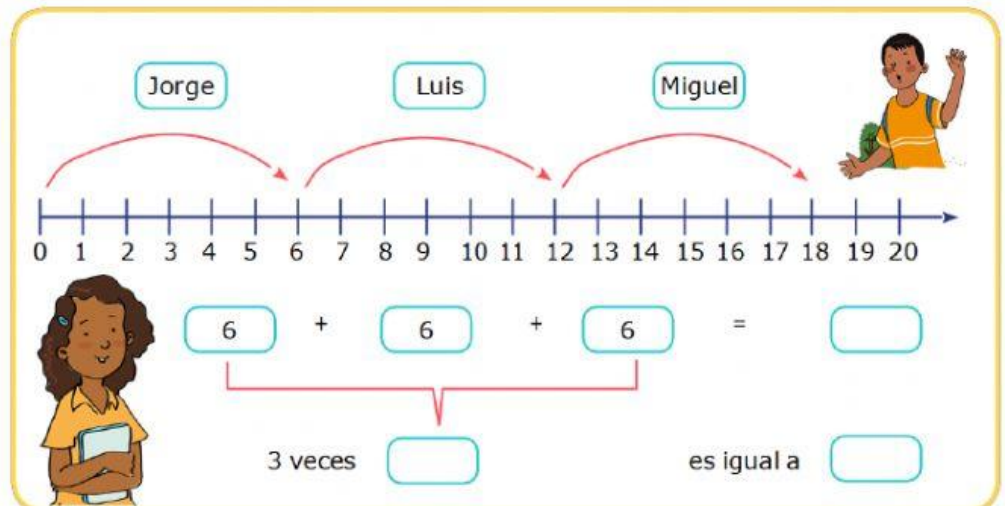 Jorge Luis Miguel
0 1 2 3 4 5 6 7 8 9 10 11 12 13 14 15 16 17 18 19 20
6 + 6 + 6 =
3 veces es igual a